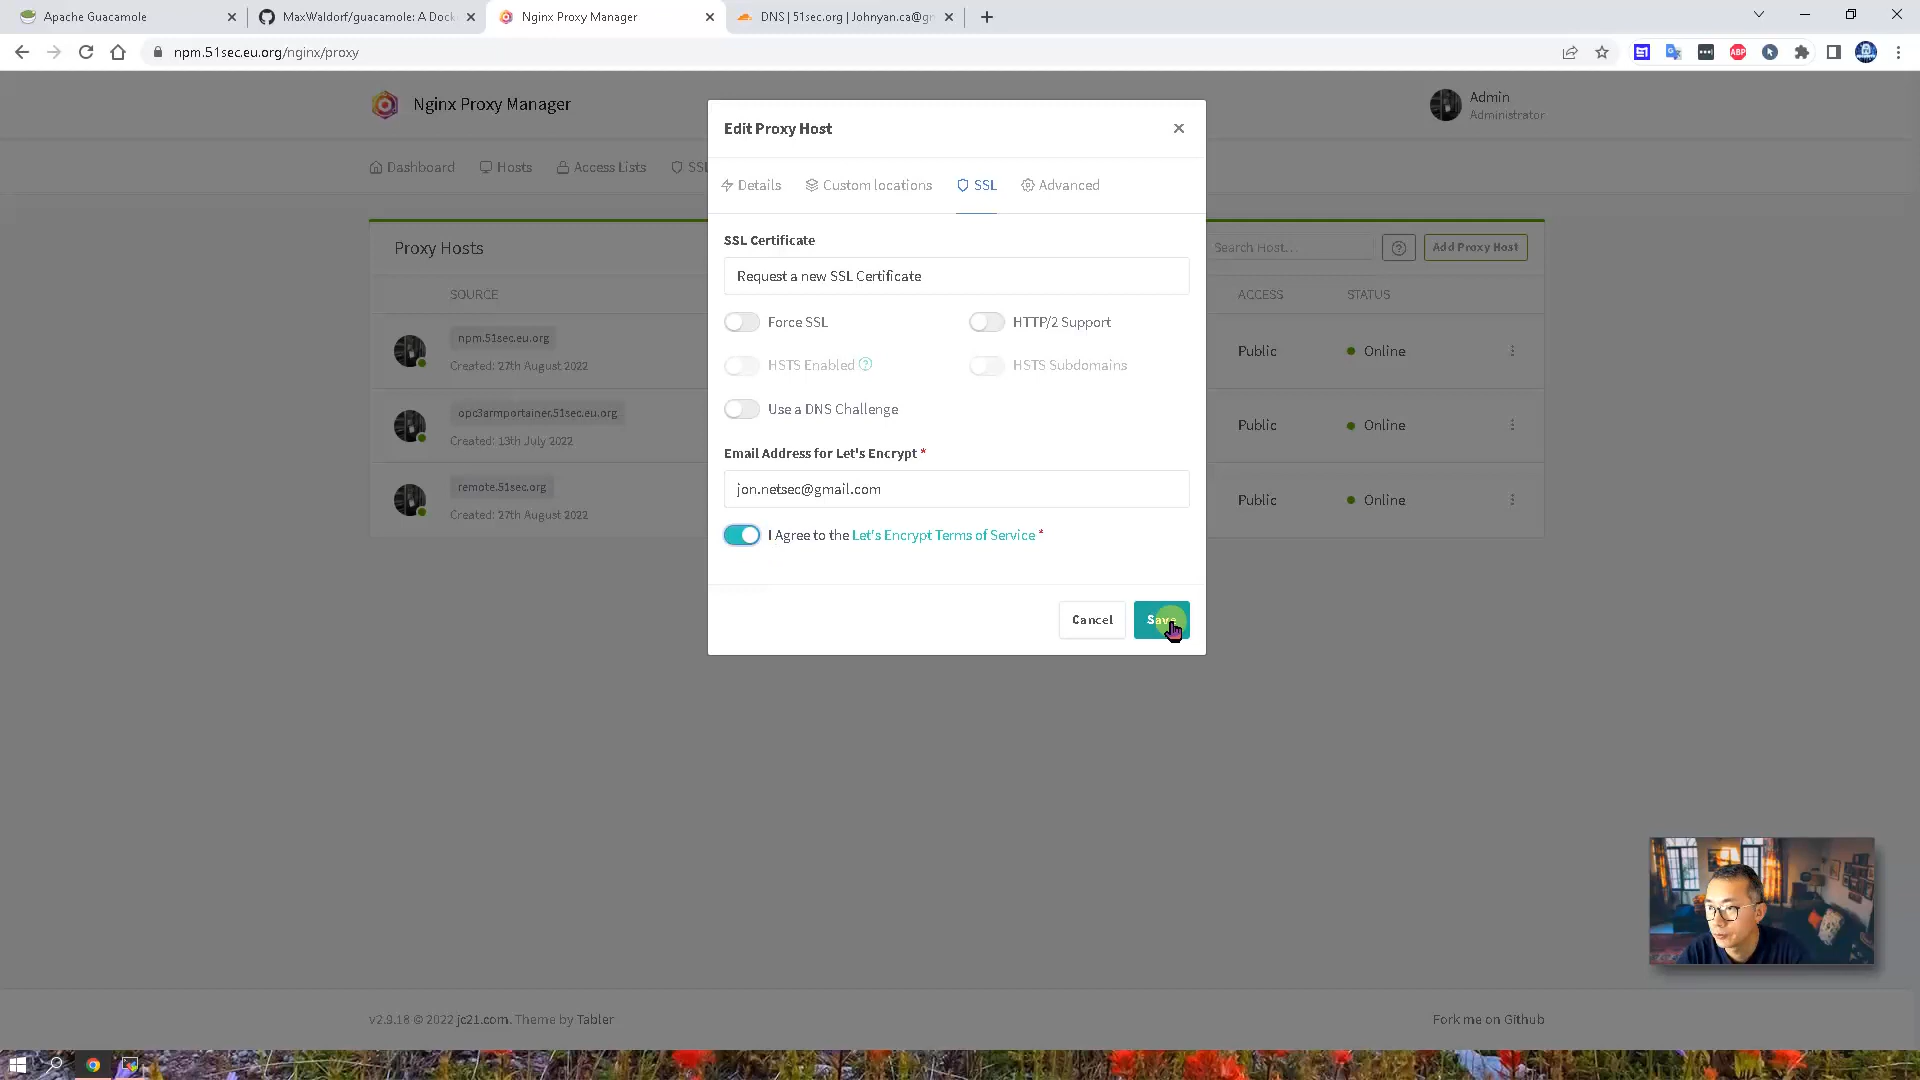 Apache Guacamole
MaxWaldorf/guacamole: A Dock
Nginx Proxy Manager
DNS | 51sec.org | Johnyan.ca@gr
npm.51sec.eu.org/nginx/proxy
Nginx Proxy Manager
Admin
Administrator
Dashboard
Hosts
Access Lists
SSL
Edit Proxy Host
Details
Custom locations
SSL
Advanced
Proxy Hosts
Search Host...
Add Proxy Host
SOURCE
ACCESS
STATUS
npm.51sec.eu.org
Created: 27th August 2022
Public
Online
opc3armportainer.51sec.eu.org
Created: 13th July 2022
Public
Online
remote.51sec.org
Created: 27th August 2022
Public
Online
SSL Certificate
Request a new SSL Certificate
Force SSL
HTTP/2 Support
HSTS Enabled
HSTS Subdomains
Use a DNS Challenge
Email Address for Let's Encrypt *
jon.netsec@gmail.com
I Agree to the Let's Encrypt Terms of Service *
Cancel
Save
v2.9.18 © 2022 jc21.com. Theme by Tabler
Fork me on Github